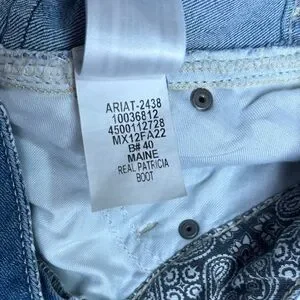 ARIAT-2438
10036812
4500112728
MX12FA22
B# 40
MAINE
REAL PATRICIA
BOOT